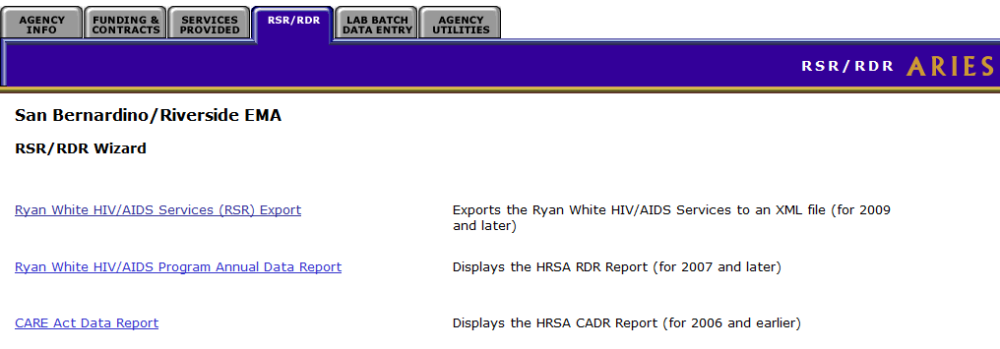 AGENCY INFO
FUNDING & CONTRACTS
SERVICES PROVIDED
RSR/RDR
LAB BATCH DATA ENTRY
AGENCY UTILITIES
RSR/RDR ARIES
San Bernardino/Riverside EMA
RSR/RDR Wizard
Ryan White HIV/AIDS Services (RSR) Export
Exports the Ryan White HIV/AIDS Services to an XML file (for 2009
and later)
Ryan White HIV/AIDS Program Annual Data Report
Displays the HRSA RDR Report (for 2007 and later)
CARE Act Data Report
Displays the HRSA CADR Report (for 2006 and earlier)